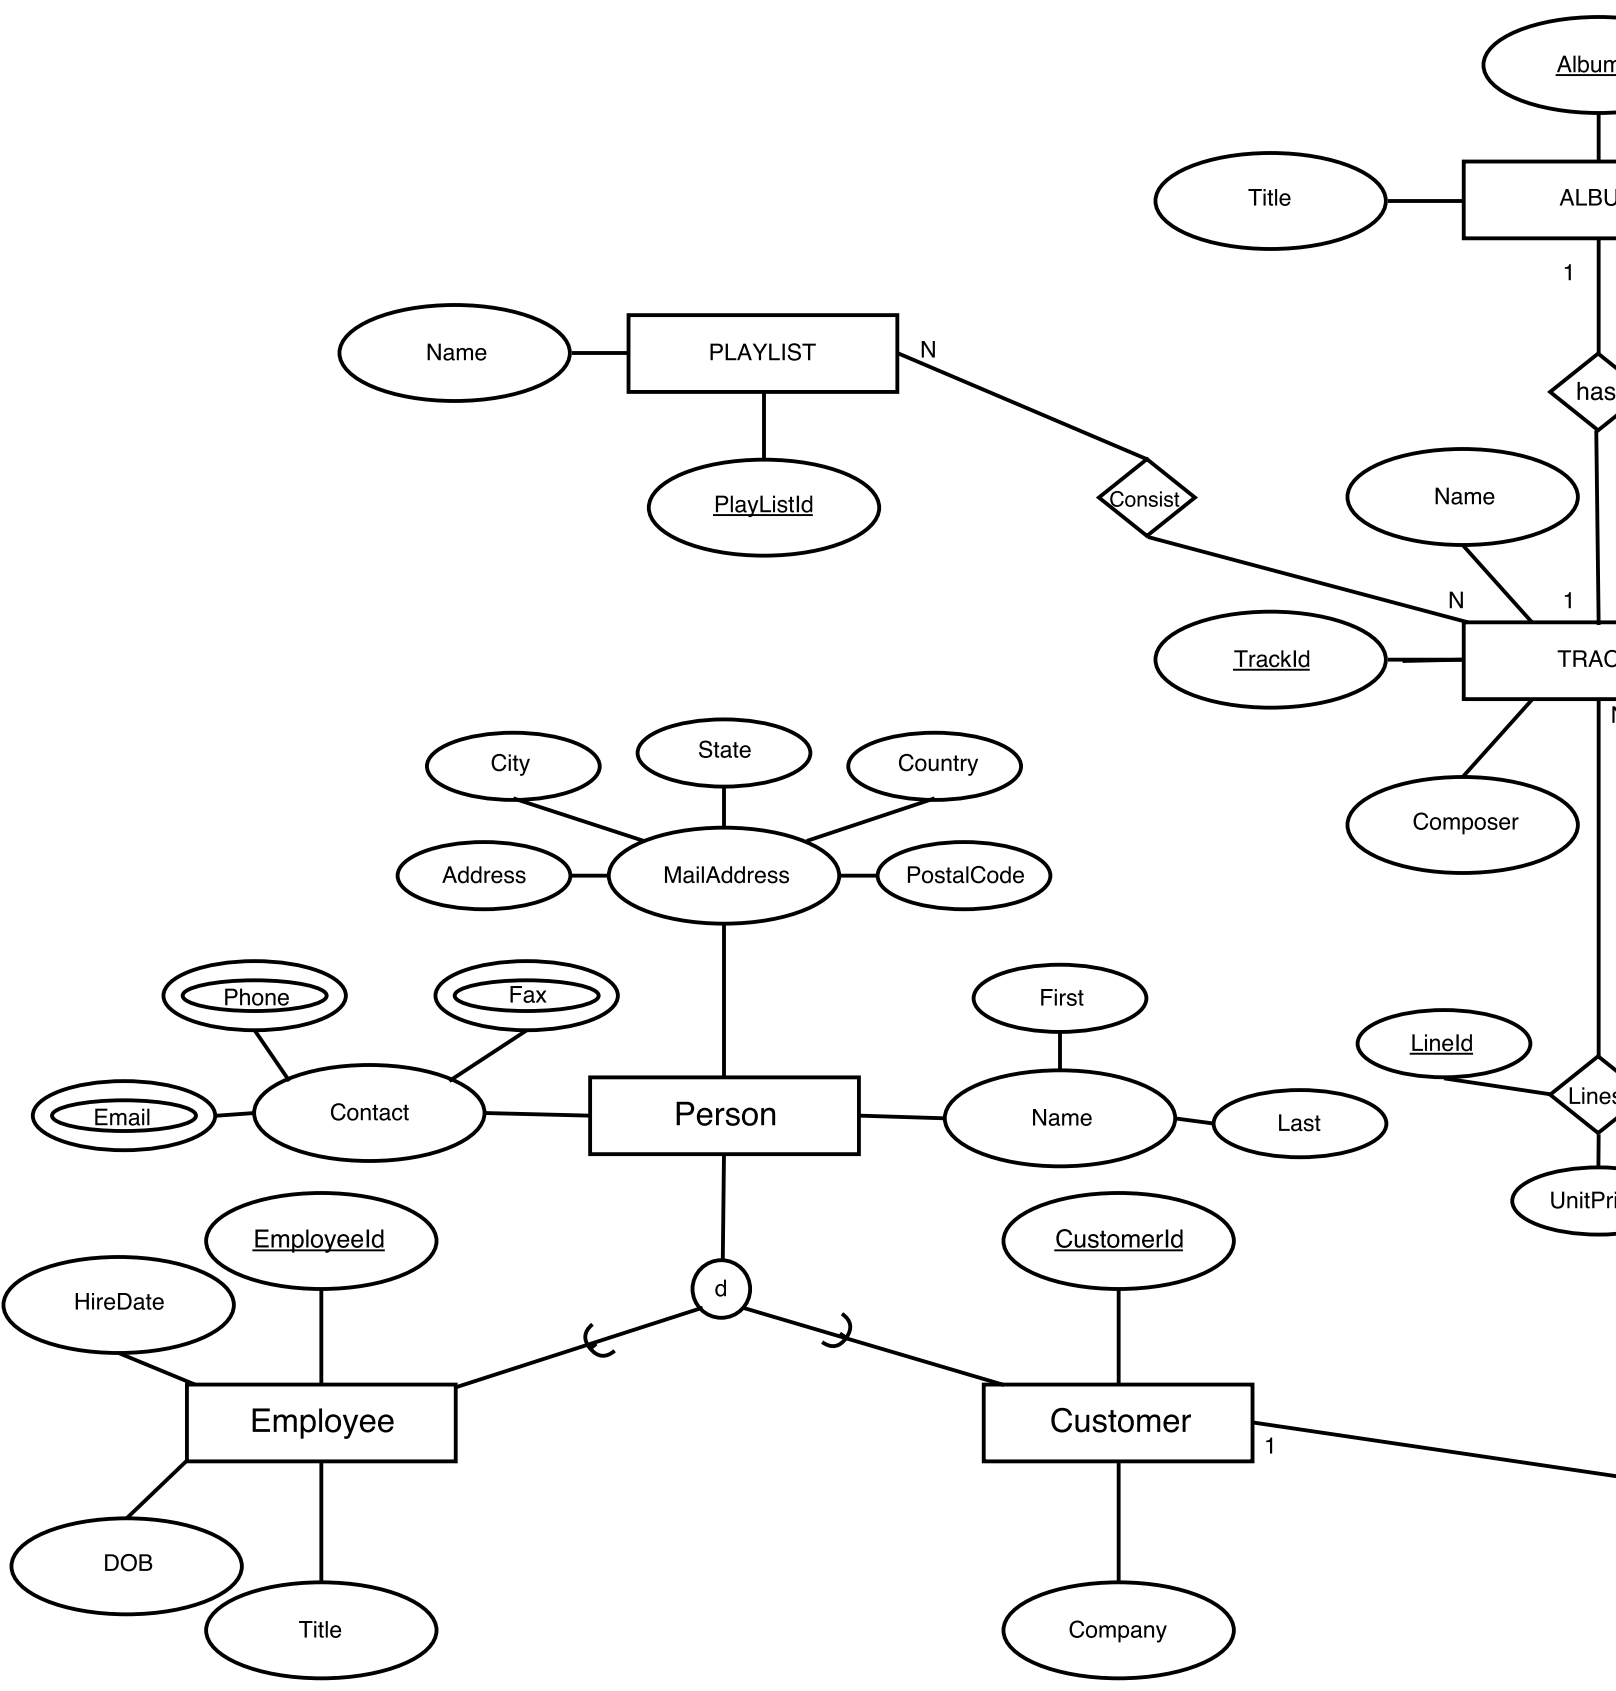 Album
Title
ALBU
1
Name
PLAYLIST
N
has
PlayListId
Consist
Name
N
1
TrackId
TRAC
City
State
Country
Composer
Address
MailAddress
PostalCode
Phone
Fax
First
LineId
Email
Contact
Person
Name
Last
Lines
UnitPri
EmployeeId
CustomerId
HireDate
d
Employee
Customer
1
DOB
Title
Company